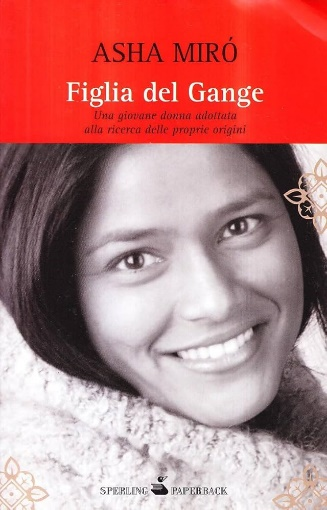 ASHA MIRÓ
Figlia del Gange
Una giovane donna adottata
alla ricerca delle proprie origini
SPERLING PAPERBACK